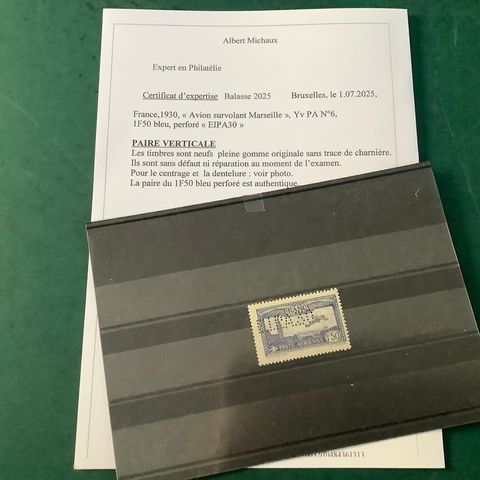 Albert Michaux
Expert en Philatélie
Certificat d'expertise Balasse 2025 Bruxelles, le 1.07.2025,
France,1930, « Avion survolant Marseille », Yv PA N°6,
1F50 bleu, perforé « EIPA30 »
PAIRE VERTICALE
Les timbres sont neufs pleine gomme originale sans trace de charnière.
Ils sont sans défaut ni réparation au moment de l'examen.
Pour le centrage et la dentelure : voir photo.
La paire du 1F50 bleu perforé est authentique.
FRANCE
POSTE AERIENNE 1F50